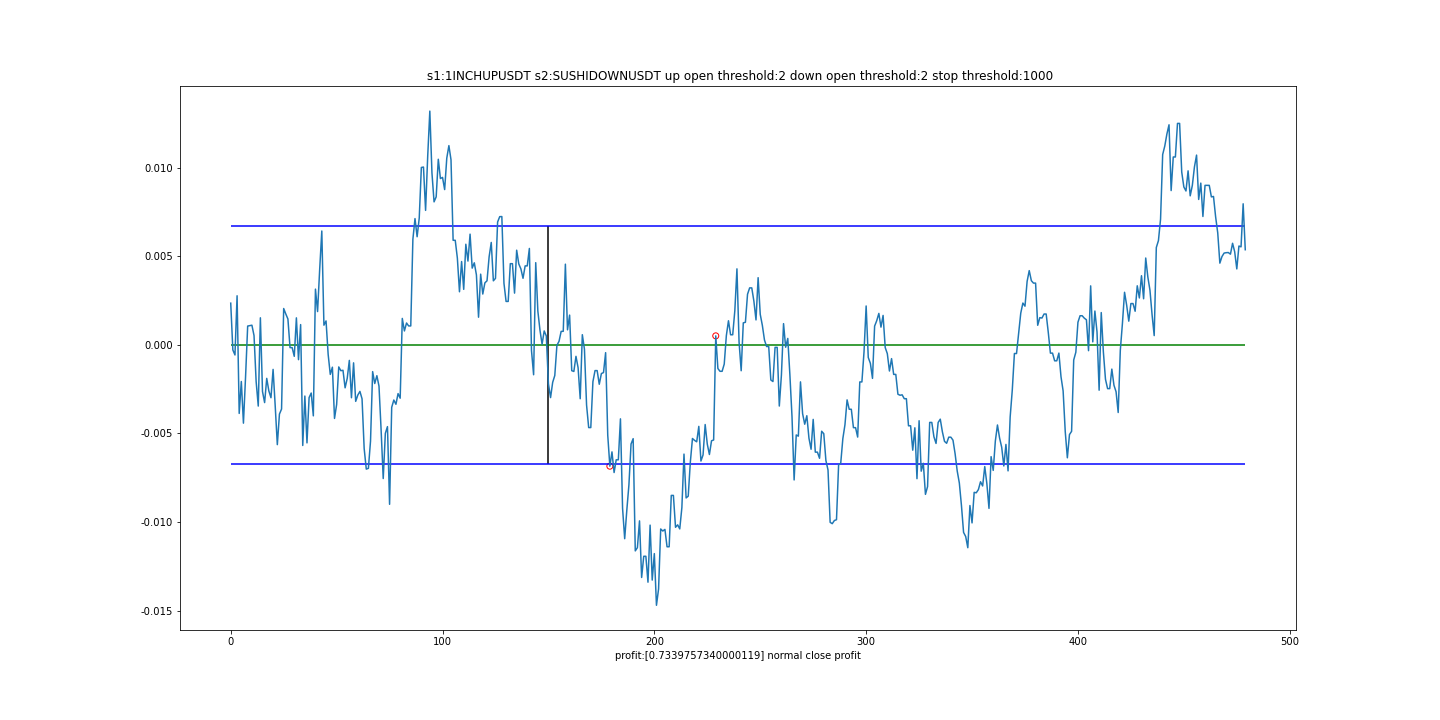 s1:1INCHUPUSDT s2:SUSHIDOWNUSDT up open threshold:2 down open threshold:2 stop threshold:1000
0.010
0.005
0.000
-0.005
-0.010
-0.015
0 100 200 300 400 500
profit:[0.7339757340000119] normal close profit